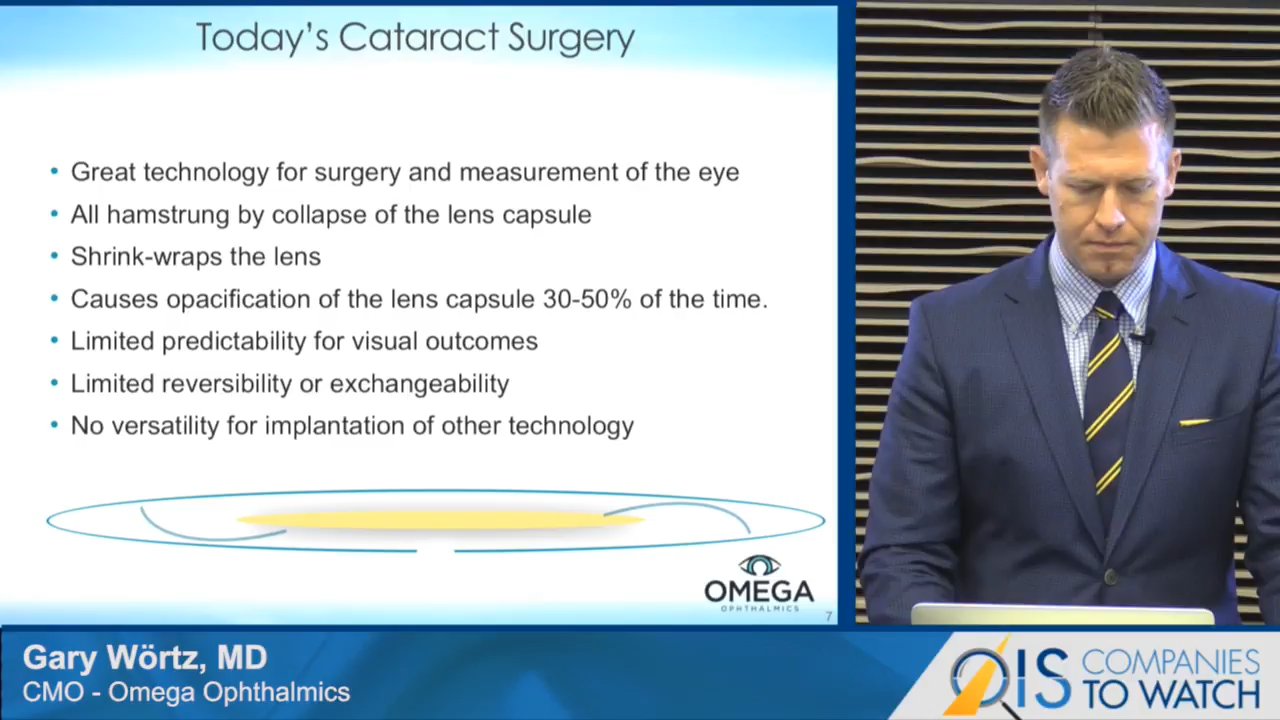 Today's Cataract Surgery
• Great technology for surgery and measurement of the eye
• All hamstrung by collapse of the lens capsule
• Shrink-wraps the lens
• Causes opacification of the lens capsule 30-50% of the time.
• Limited predictability for visual outcomes
• Limited reversibility or exchangeability
• No versatility for implantation of other technology
OMEGA
OPHTHALMICS
7
Gary Wörtz, MD
CMO - Omega Ophthalmics
OIS COMPANIES
TO WATCH